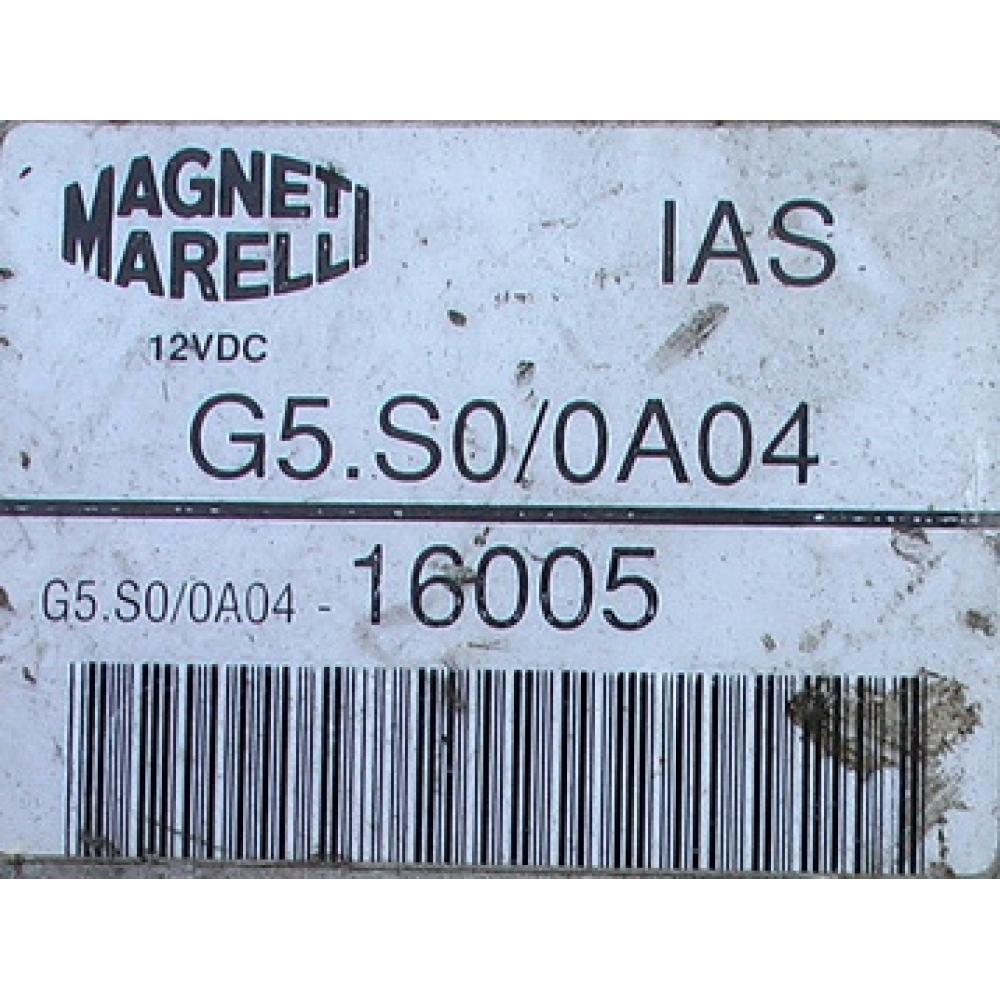 MAGNETI
MARELLI
IAS
12VDC
G5.S0/0A04
G5.S0/0A04 - 16005